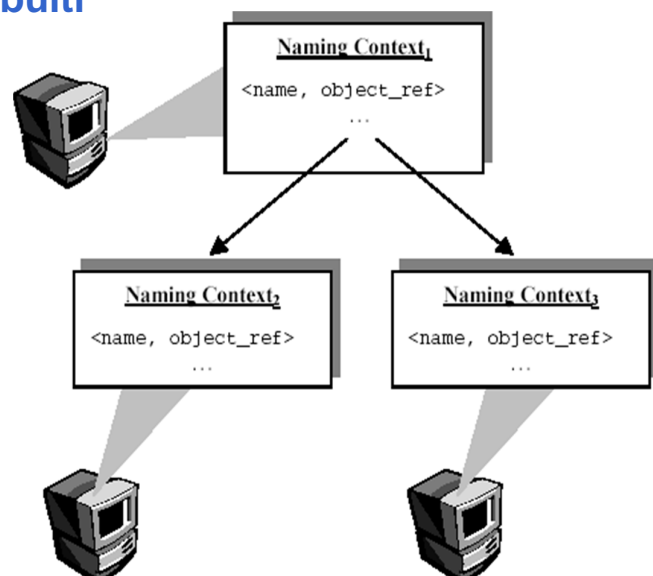 Naming Context1
<name, object_ref>
...
Naming Context2
<name, object_ref>
...
Naming Context3
<name, object_ref>
...